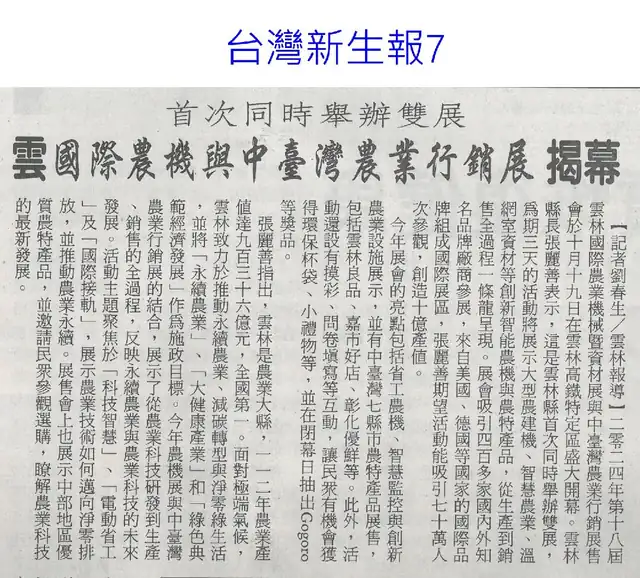 台灣新生報7
首次同時舉辦雙展
雲國際農機與中臺灣農業行銷展 揭幕
【記者劉春生／雲林報導】二零二四年第十八屆
雲林國際農業機械暨資材展與中臺灣農業行銷展售
會於十月十九日在雲林高鐵特定區盛大開幕。雲林
縣長張麗善表示，這是雲林縣首次同時舉辦雙展，
為期三天的活動將展示大型農建機、智慧農業、溫
網室資材等創新智能農機與農特產品，從生產到銷
售全過程一條龍呈現。展會吸引四百多家國內外知
名品牌廠商參展，來自美國、德國等國家的國際品
牌組成國際展區，張麗善期望活動能吸引七十萬人
次參觀，創造十億產值。
今年展會的亮點包括省工農機、智慧監控與創新
農業設施展示，並有中臺灣七縣市農特產品展售，
包括雲林良品、嘉市好店、彰化優鮮等。此外，活
動還設有摸彩、問卷填寫等互動，讓民眾有機會獲
得環保杯袋、小禮物等，並在閉幕日抽出Gogoro
等獎品。
張麗善指出，雲林是農業大縣，一一二年農業產
值達九百三十六億元，全國第一。面對極端氣候，
雲林致力於推動永續農業、減碳轉型與淨零綠生活
，並將「永續農業」、「大健康產業」和「綠色典
範經濟發展」作為施政目標。今年農機展與中臺灣
農業行銷展的結合，展示了從農業科技研發到生產
、銷售的全過程，反映永續農業與農業科技的未來
發展。活動主題聚焦於「科技智慧」、「電動省工
」及「國際接軌」，展示農業技術如何邁向淨零排
放，並推動農業永續。展售會上也展示中部地區優
質農特產品，並邀請民眾參觀選購，瞭解農業科技
的最新發展。